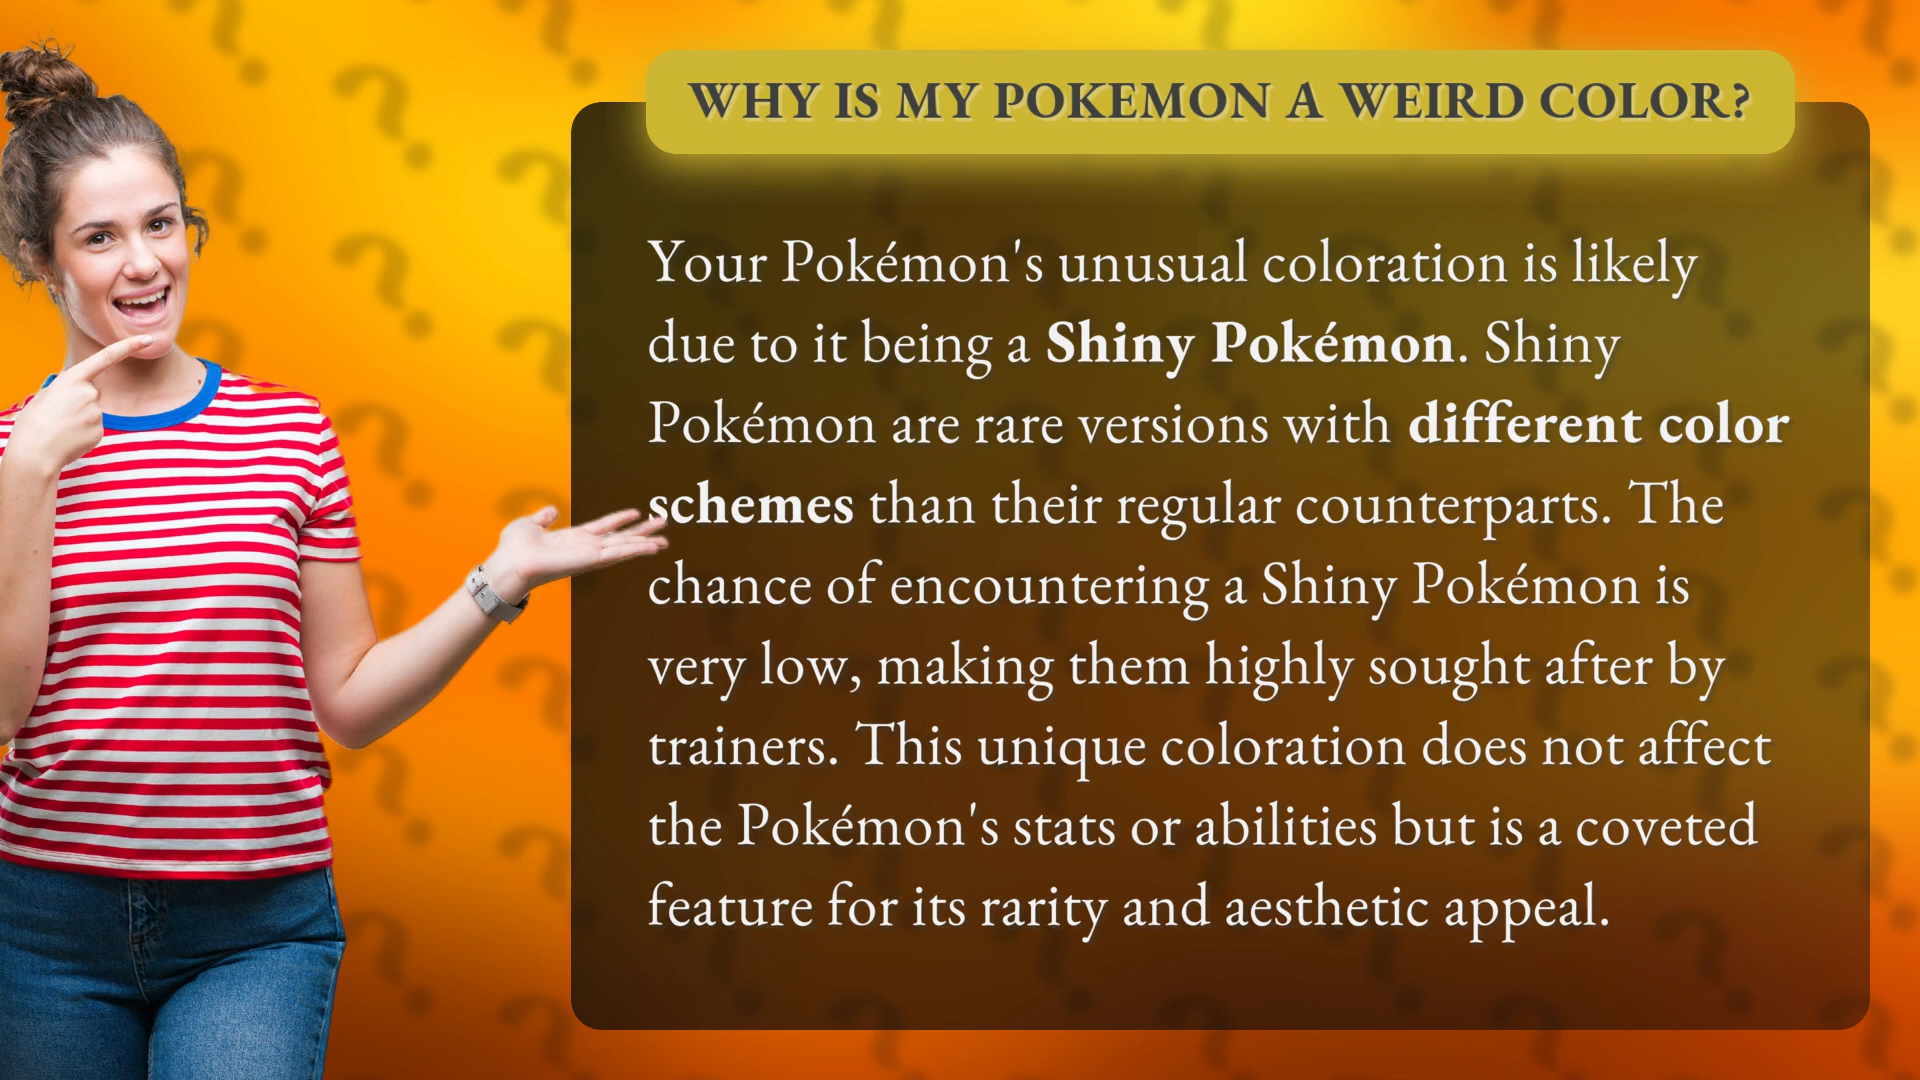 WHY IS MY POKEMON A WEIRD COLOR?
Your Pokémon's unusual coloration is likely
due to it being a Shiny Pokémon. Shiny
Pokémon are rare versions with different color
schemes than their regular counterparts. The
chance of encountering a Shiny Pokémon is
very low, making them highly sought after by
trainers. This unique coloration does not affect
the Pokémon's stats or abilities but is a coveted
feature for its rarity and aesthetic appeal.